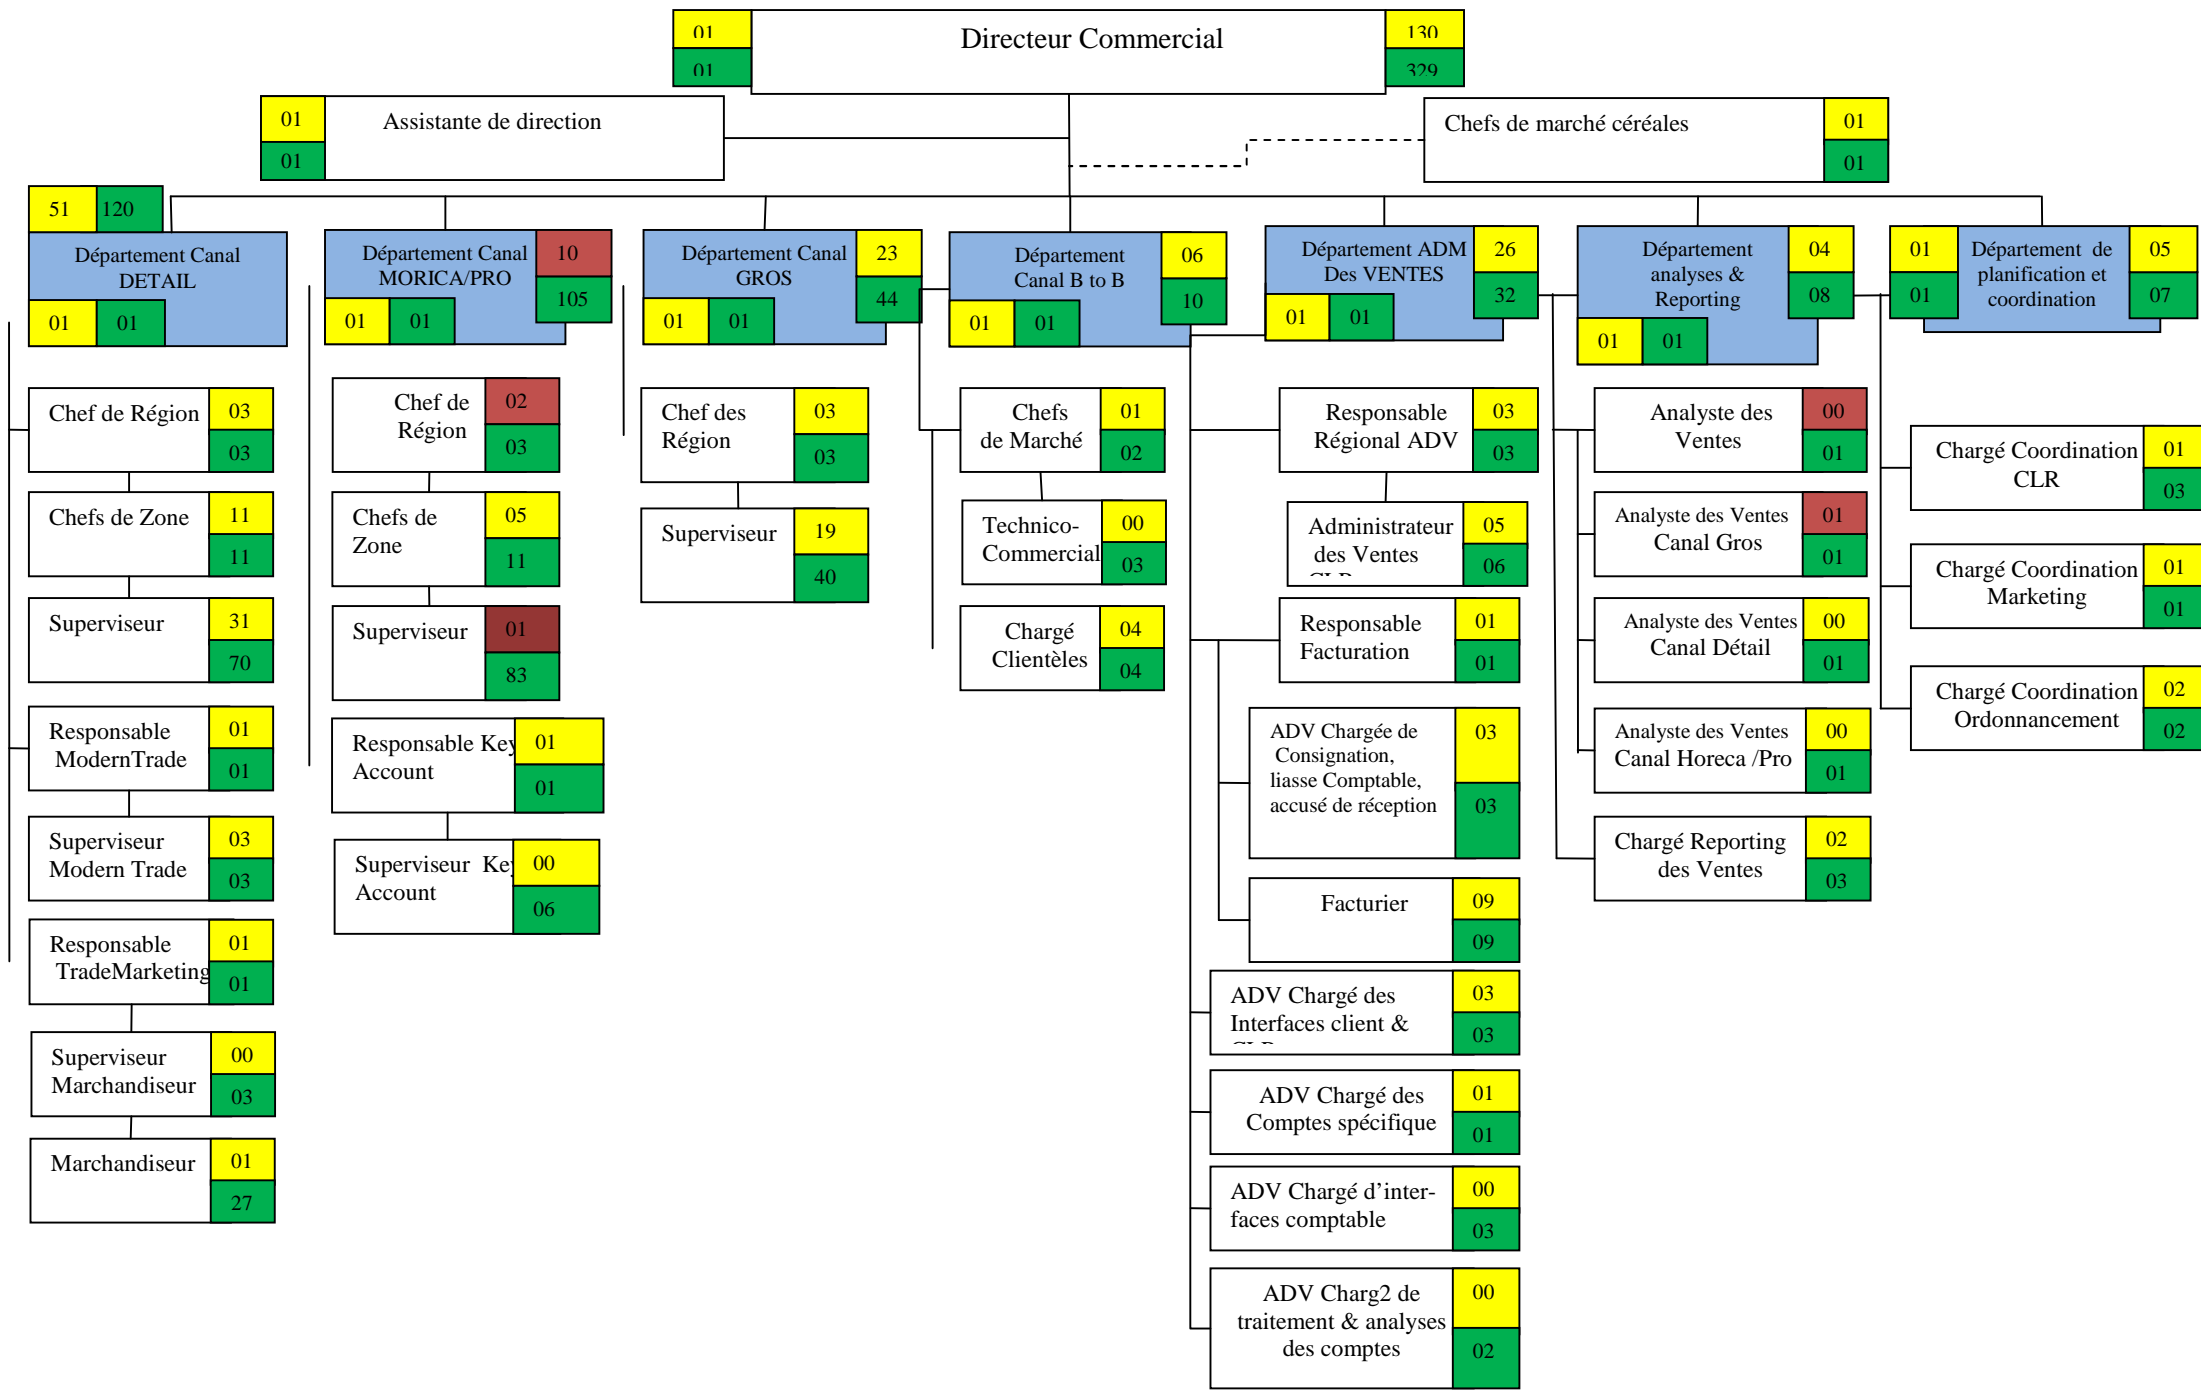 01
Directeur Commercial
130
01
329
01
Assistante de direction
01
Chefs de marché céréales
01
01
51
120
Département Canal
DETAIL
01
01
Département Canal
MORICA/PRO
10
105
01
01
Département Canal
GROS
23
44
01
01
Département
Canal B to B
06
10
01
01
Département ADM
Des VENTES
26
32
01
01
Département
analyses &
Reporting
04
08
01
01
01
01
Département de
planification et
coordination
05
07
Chef de Région
03
03
Chefs de Zone
11
11
Superviseur
31
70
Responsable
ModernTrade
01
01
Superviseur
Modern Trade
03
03
Responsable
TradeMarketing
01
01
Superviseur
Marchandiseur
00
03
Marchandiseur
01
27
Chef de
Région
02
03
Chefs de
Zone
05
11
Superviseur
01
83
Responsable Key
Account
01
01
Superviseur Key
Account
00
06
Chef des
Région
03
03
Superviseur
19
40
Chefs
de Marché
01
02
Technico-
Commercial
00
03
Chargé
Clientèles
04
04
Responsable
Régional ADV
03
03
Administrateur
des Ventes
05
06
Responsable
Facturation
01
01
ADV Chargée de
Consignation,
liasse Comptable,
accusé de réception
03
03
Facturier
09
09
ADV Chargé des
Interfaces client &
03
03
ADV Chargé des
Comptes spécifique
01
01
ADV Chargé d’inter-
faces comptable
00
03
ADV Charg2 de
traitement & analyses
des comptes
00
02
Analyste des
Ventes
00
01
Analyste des Ventes
Canal Gros
01
01
Analyste des Ventes
Canal Détail
00
01
Analyste des Ventes
Canal Horeca /Pro
00
01
Chargé Reporting
des Ventes
02
03
Chargé Coordination
CLR
01
03
Chargé Coordination
Marketing
01
01
Chargé Coordination
Ordonnancement
02
02